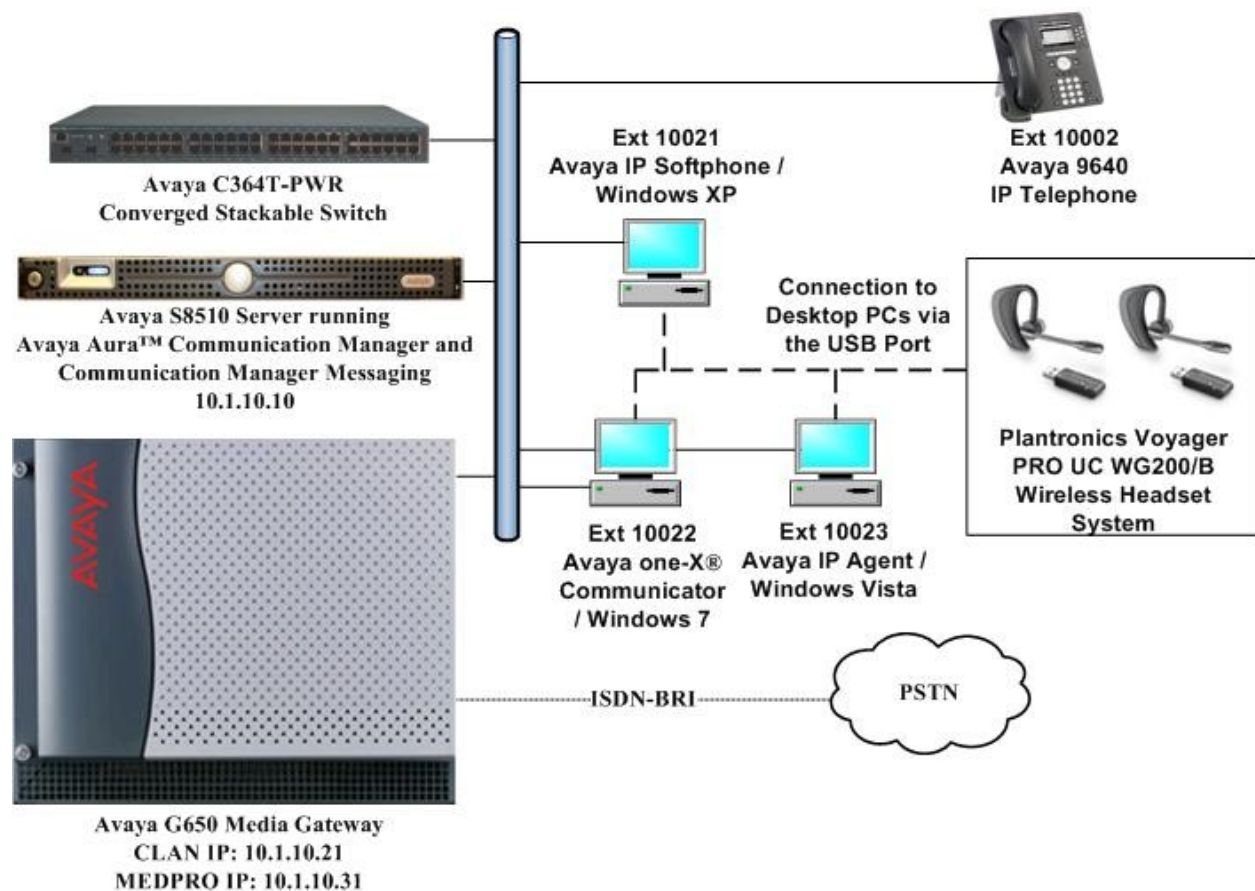 Avaya C364T-PWR
Converged Stackable Switch
Avaya S8510 Server running
Avaya Aura™ Communication Manager and
Communication Manager Messaging
10.1.10.10
AVAYA
Avaya G650 Media Gateway
CLAN IP: 10.1.10.21
MEDPRO IP: 10.1.10.31
Ext 10021
Avaya IP Softphone /
Windows XP
Ext 10002
Avaya 9640
IP Telephone
Connection to
Desktop PCs via
the USB Port
Plantronics Voyager
PRO UC WG200/B
Wireless Headset
System
Ext 10022
Avaya one-X®
Communicator
/ Windows 7
Ext 10023
Avaya IP Agent /
Windows Vista
ISDN-BRI
PSTN